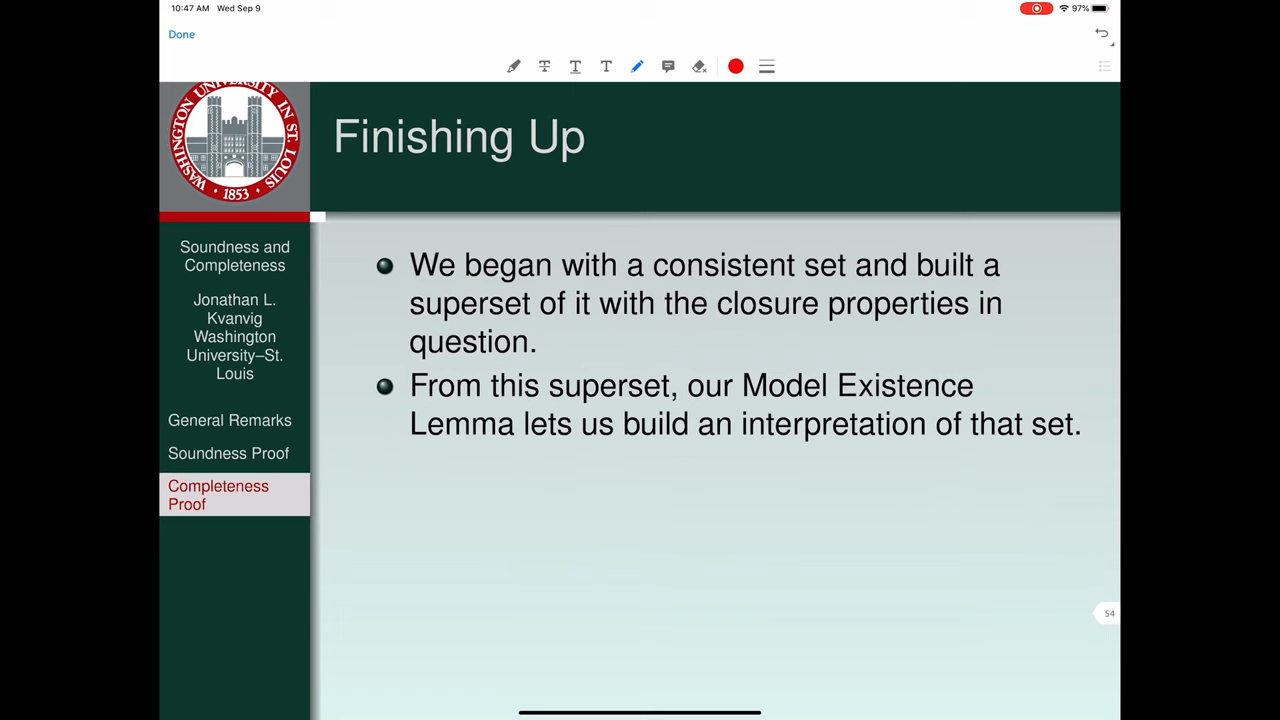 10:47 AM Wed Sep 9
97%
Done
T
T
T
WASHINGTON UNIVERSITY IN ST. LOUIS
1853
Finishing Up
Soundness and
Completeness
Jonathan L.
Kvanvig
Washington
University–St.
Louis
General Remarks
Soundness Proof
Completeness
Proof
We began with a consistent set and built a
superset of it with the closure properties in
question.
From this superset, our Model Existence
Lemma lets us build an interpretation of that set.
54